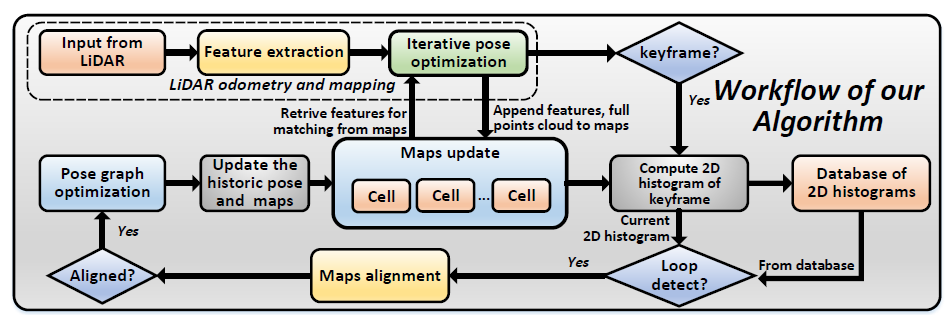 Input from
LiDAR
Feature extraction
Iterative pose
optimization
keyframe?
LiDAR odometry and mapping
Retrive features for
matching from maps
Append features, full
points cloud to maps
Yes
Workflow of our
Algorithm
Pose graph
optimization
Update the
historic pose
and maps
Maps update
Cell
Cell
...
Cell
Compute 2D
histogram of
keyframe
Database of
2D histograms
Current
2D histogram
Yes
Aligned?
Maps alignment
Yes
Loop
detect?
From database